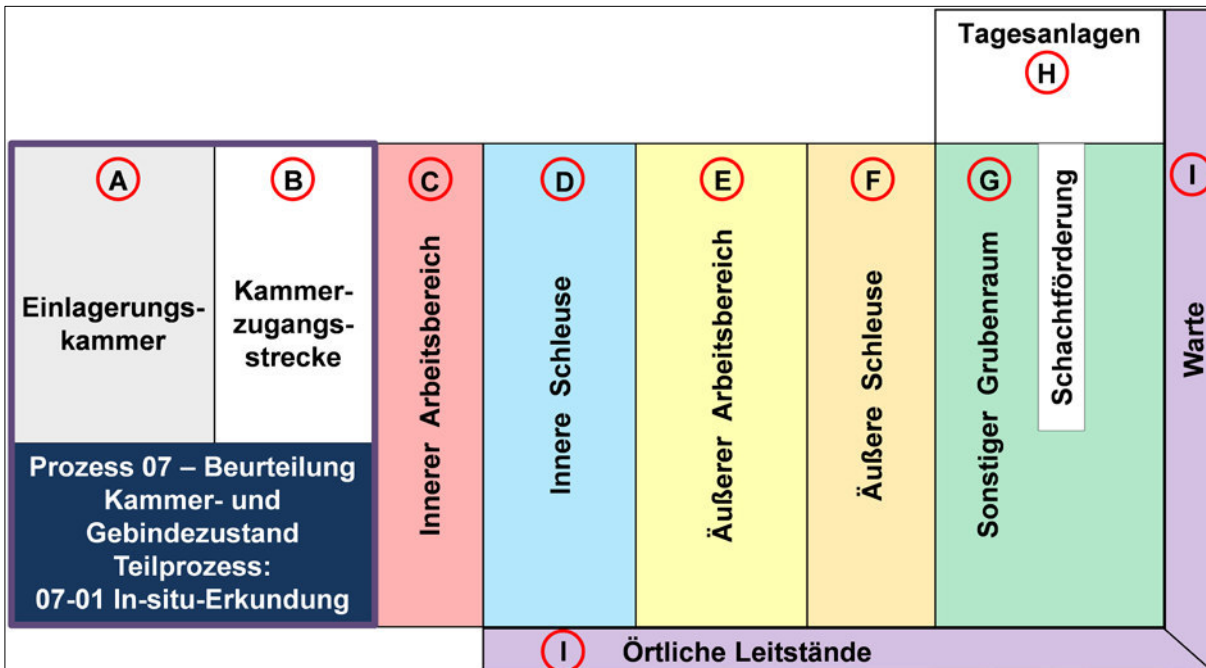 Tagesanlagen
H
A
B
C
D
E
F
G
I
Einlagerungs-
kammer
Kammer-
zugangs-
strecke
Innerer Arbeitsbereich
Innere Schleuse
Äußerer Arbeitsbereich
Äußere Schleuse
Sonstiger Grubenraum
Schachtförderung
Warte
Prozess 07 – Beurteilung
Kammer- und
Gebindezustand
Teilprozess:
07-01 In-situ-Erkundung
I
Örtliche Leitstände